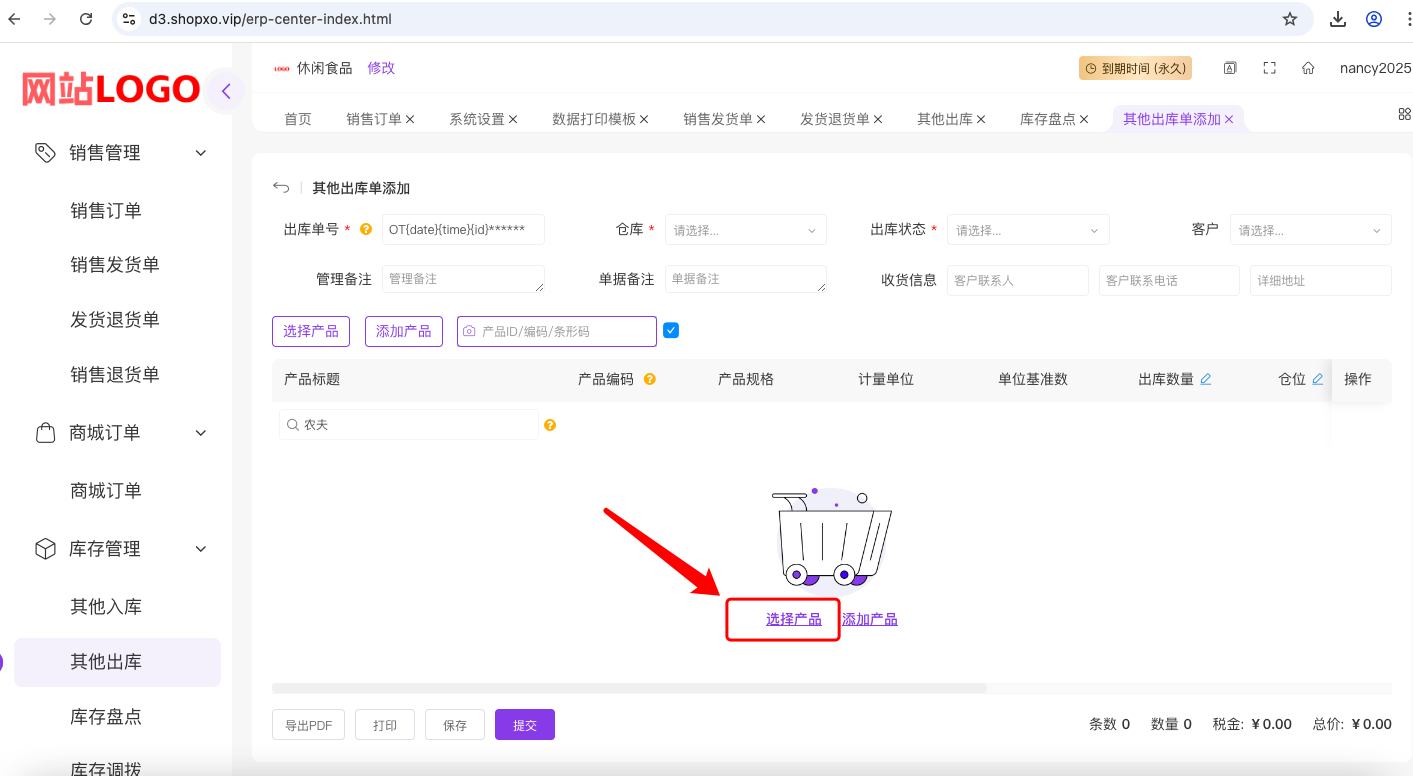 d3.shopxo.vip/erp-center-index.html
网站LOGO
LOGO 休闲食品 修改 到期时间 (永久) A nancy2025
首页 销售订单 系统设置 数据打印模板 销售发货单 发货退货单 其他出库 库存盘点 其他出库单添加
销售管理
销售订单
销售发货单
发货退货单
销售退货单
商城订单
商城订单
库存管理
其他入库
其他出库
库存盘点
库存调拨
其他出库单添加
出库单号 * ? OT{date}{time}{id}****** 仓库 * 请选择... 出库状态 * 请选择... 客户 请选择...
管理备注 管理备注 单据备注 单据备注 收货信息 客户联系人 客户联系电话 详细地址
选择产品 添加产品 产品ID/编码/条形码
产品标题 产品编码 ? 产品规格 计量单位 单位基准数 出库数量 仓位 操作
农夫 ?
选择产品 添加产品
导出PDF 打印 保存 提交 条数 0 数量 0 税金: ¥ 0.00 总价: ¥ 0.00